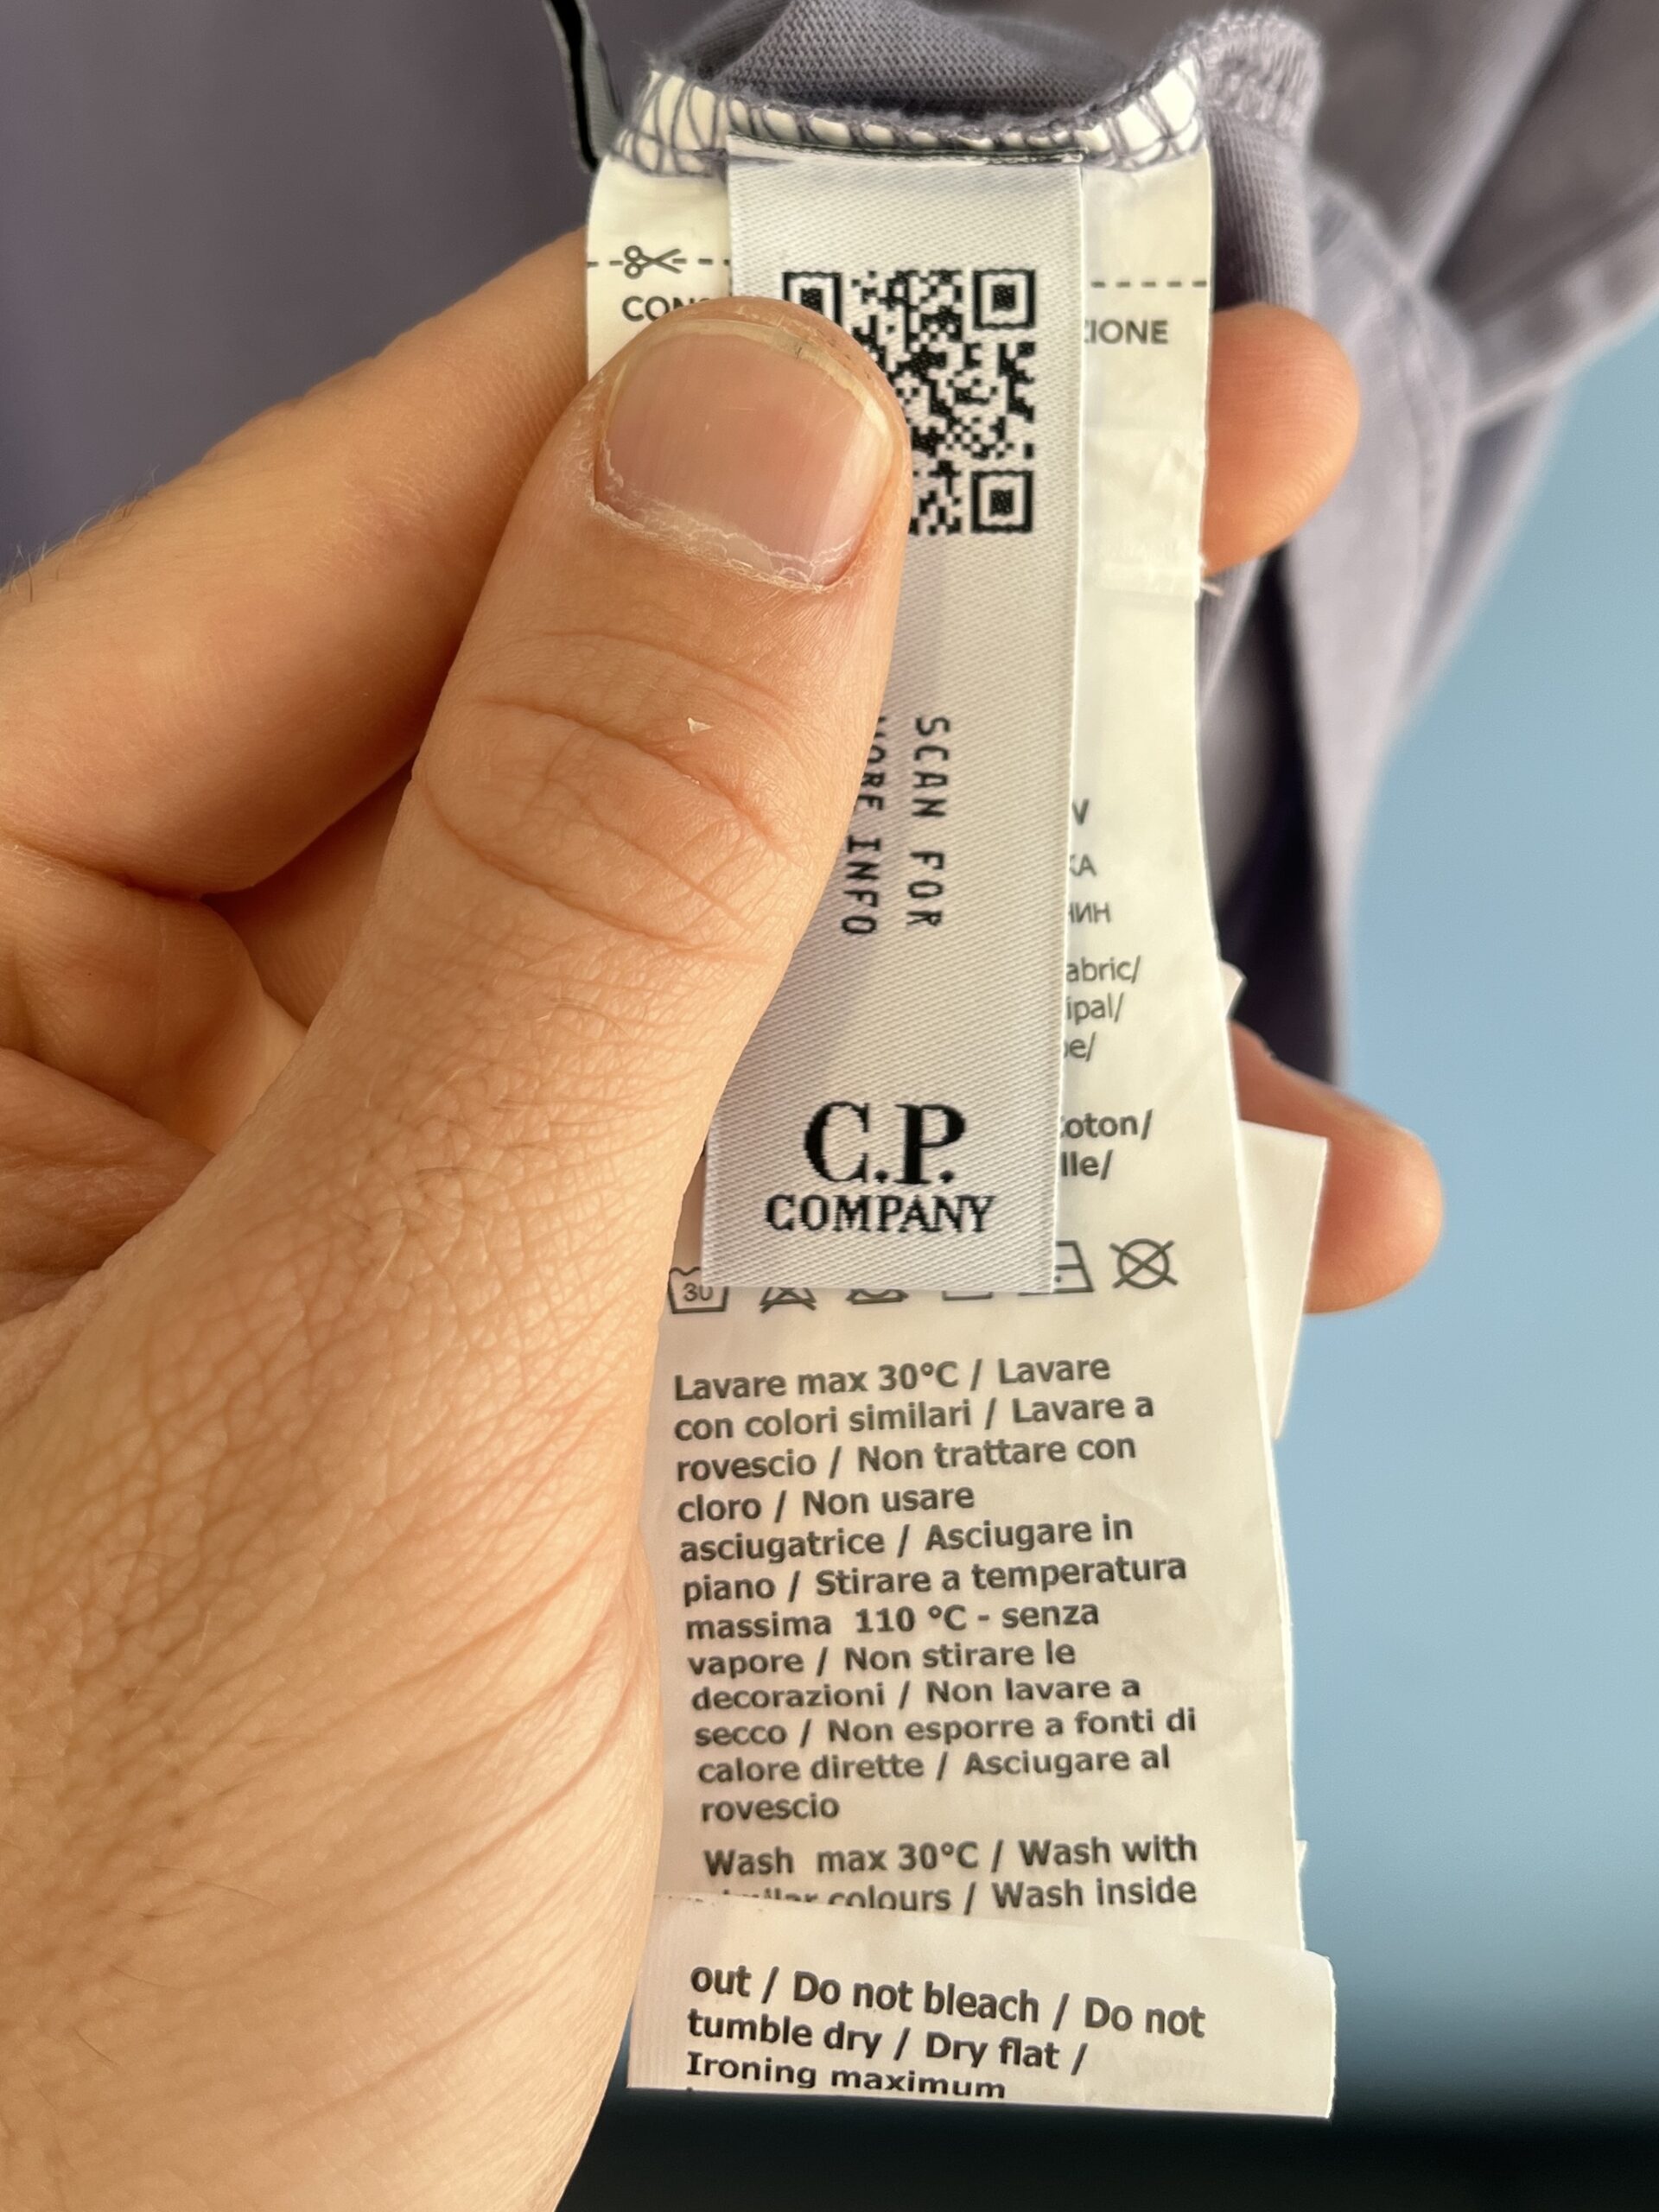 SCAN FOR
MORE INFO
C.P.
COMPANY
30
Lavare max 30°C / Lavare
con colori similari / Lavare a
rovescio / Non trattare con
cloro / Non usare
asciugatrice / Asciugare in
piano / Stirare a temperatura
massima 110 °C - senza
vapore / Non stirare le
decorazioni / Non lavare a
secco / Non esporre a fonti di
calore dirette / Asciugare al
rovescio
Wash max 30°C / Wash with
colours / Wash inside
out / Do not bleach / Do not
tumble dry / Dry flat /
Ironing maximum